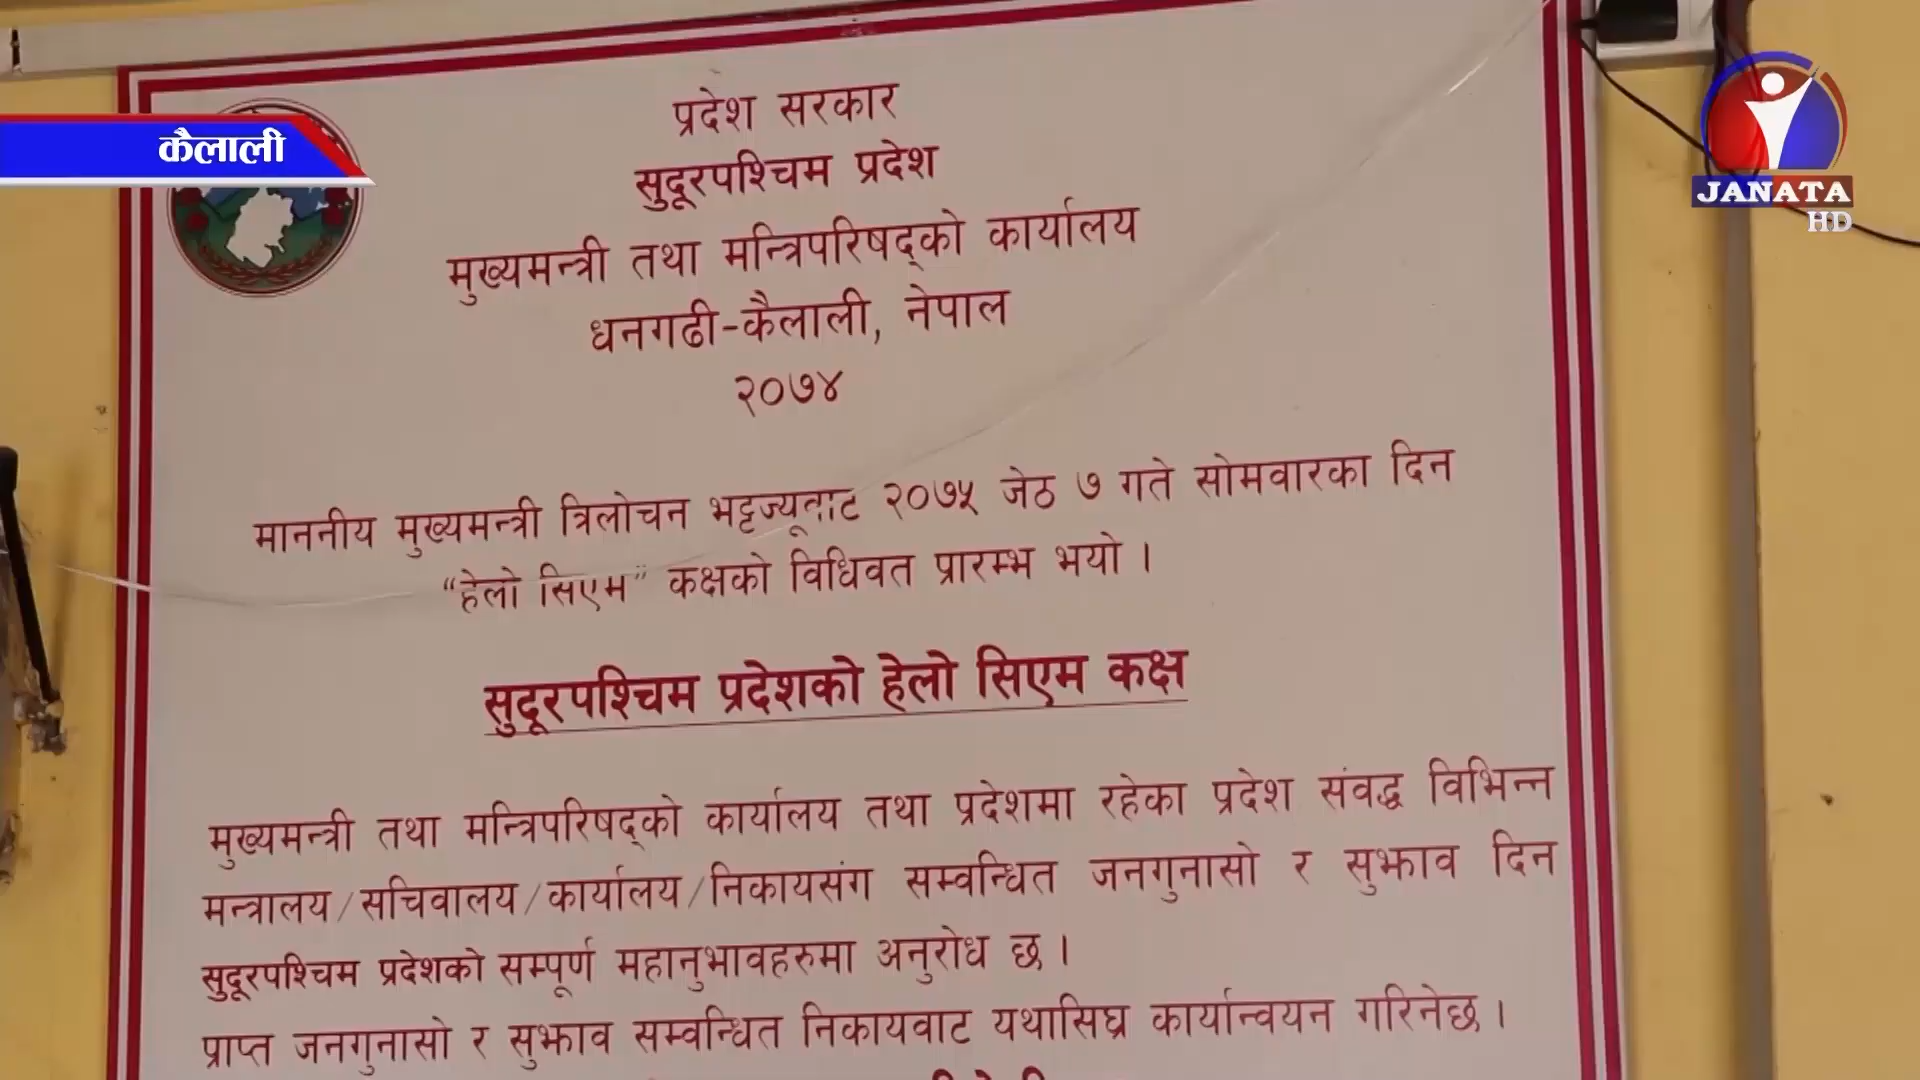 कैलाली
JANATA
HD
प्रदेश सरकार
सुदूरपश्चिम प्रदेश
मुख्यमन्त्री तथा मन्त्रिपरिषद्को कार्यालय
धनगढी-कैलाली, नेपाल
२०७४
माननीय मुख्यमन्त्री त्रिलोचन भट्टज्यूवाट २०७५ जेठ ७ गते सोमवारका दिन
“हेलो सिएम” कक्षको विधिवत प्रारम्भ भयो ।
सुदूरपश्चिम प्रदेशको हेलो सिएम कक्ष
मुख्यमन्त्री तथा मन्त्रिपरिषद्को कार्यालय तथा प्रदेशमा रहेका प्रदेश संवद्ध विभिन्न
मन्त्रालय/सचिवालय/कार्यालय/निकायसंग सम्वन्धित जनगुनासो र सुझाव दिन
सुदूरपश्चिम प्रदेशको सम्पूर्ण महानुभावहरुमा अनुरोध छ ।
प्राप्त जनगुनासो र सुझाव सम्वन्धित निकायवाट यथासिघ्र कार्यान्वयन गरिनेछ ।